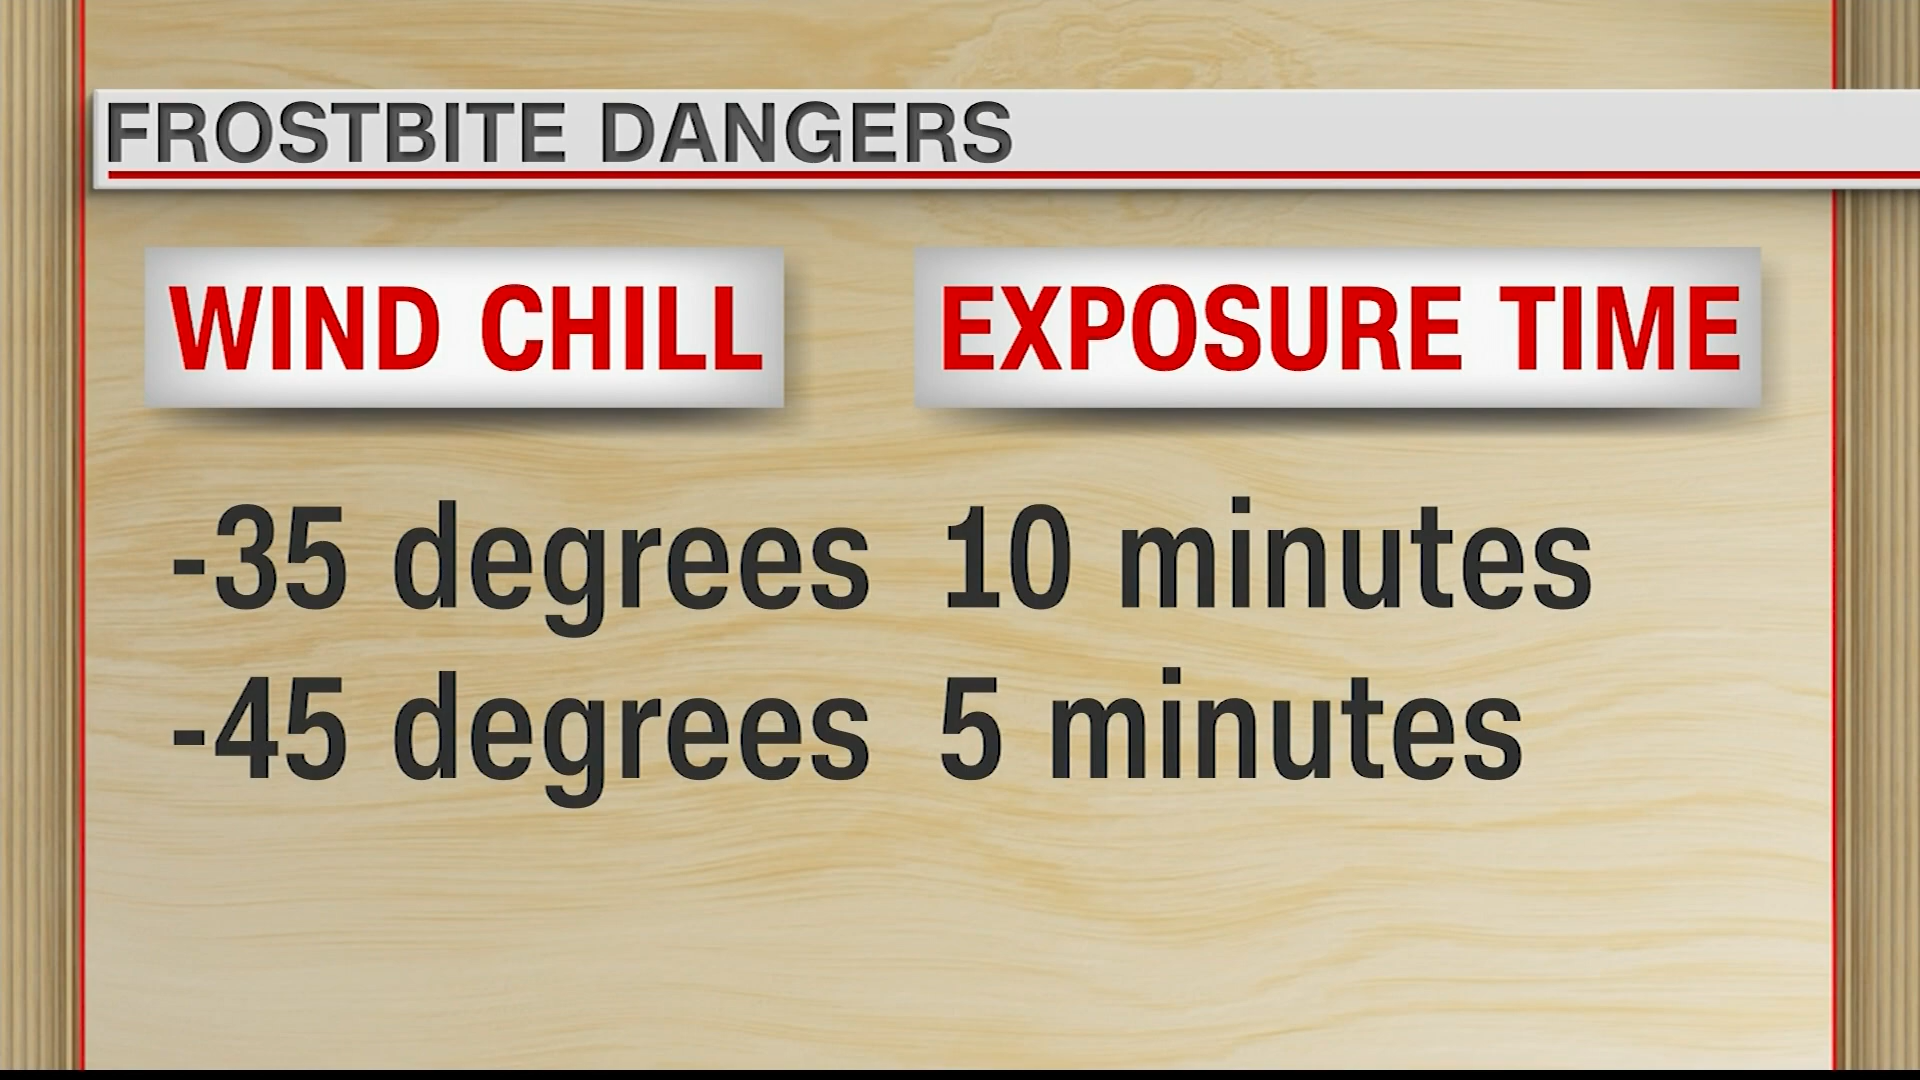 FROSTBITE DANGERS
WIND CHILL EXPOSURE TIME
-35 degrees 10 minutes
-45 degrees 5 minutes